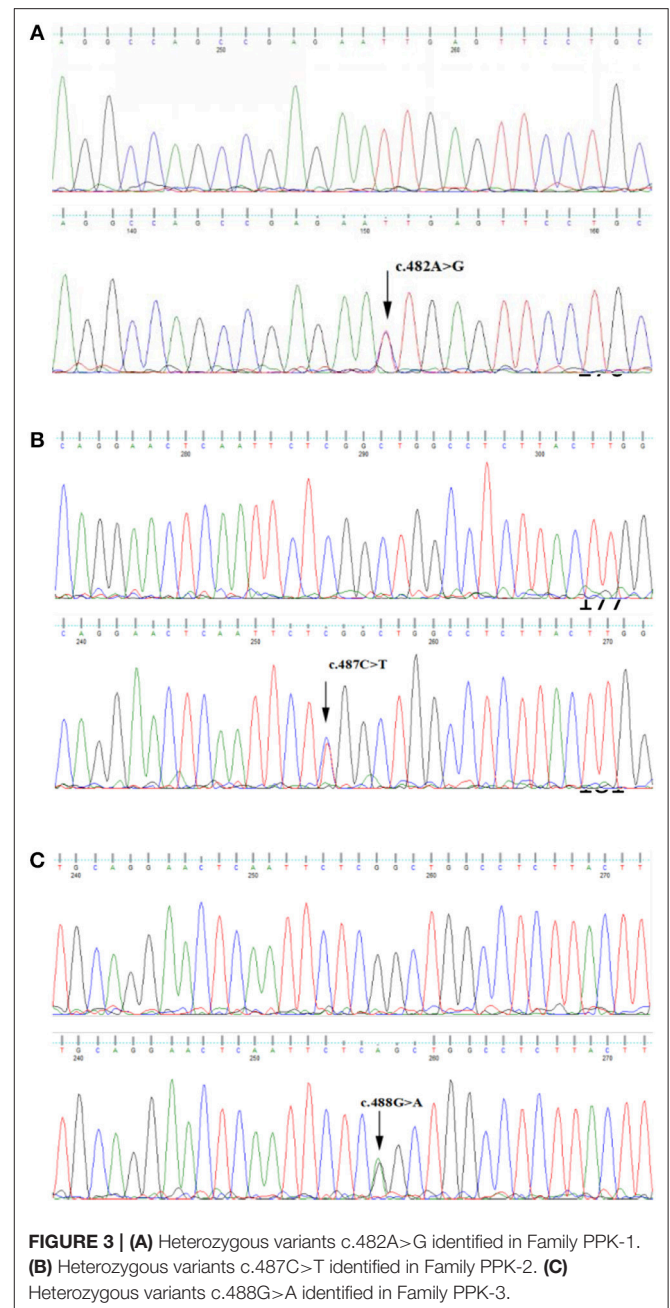 A
A G G C C A G C C G A G A A T T G A G T T C C T G C
250 260
A G G C C A G C C G A G A A T T G A G T T C C T G C
140 150 160
c.482A>G
B
C A G G A A C T C A A T T C T C G G C T G G C C T C T T A C T T G G
280 290 300
177
C A G G A A C T C A A T T C T C G G C T G G C C T C T T A C T T G G
240 250 260 270
c.487C>T
C
T G C A G G A A C T C A A T T C T C G G C T G G C C T C T T A C T T
240 250 260 270
T G C A G G A A C T C A A T T C T C A G C T G G C C T C T T A C T T
240 250 260 270
c.488G>A
FIGURE 3 | (A) Heterozygous variants c.482A>G identified in Family PPK-1.
(B) Heterozygous variants c.487C>T identified in Family PPK-2. (C)
Heterozygous variants c.488G>A identified in Family PPK-3.